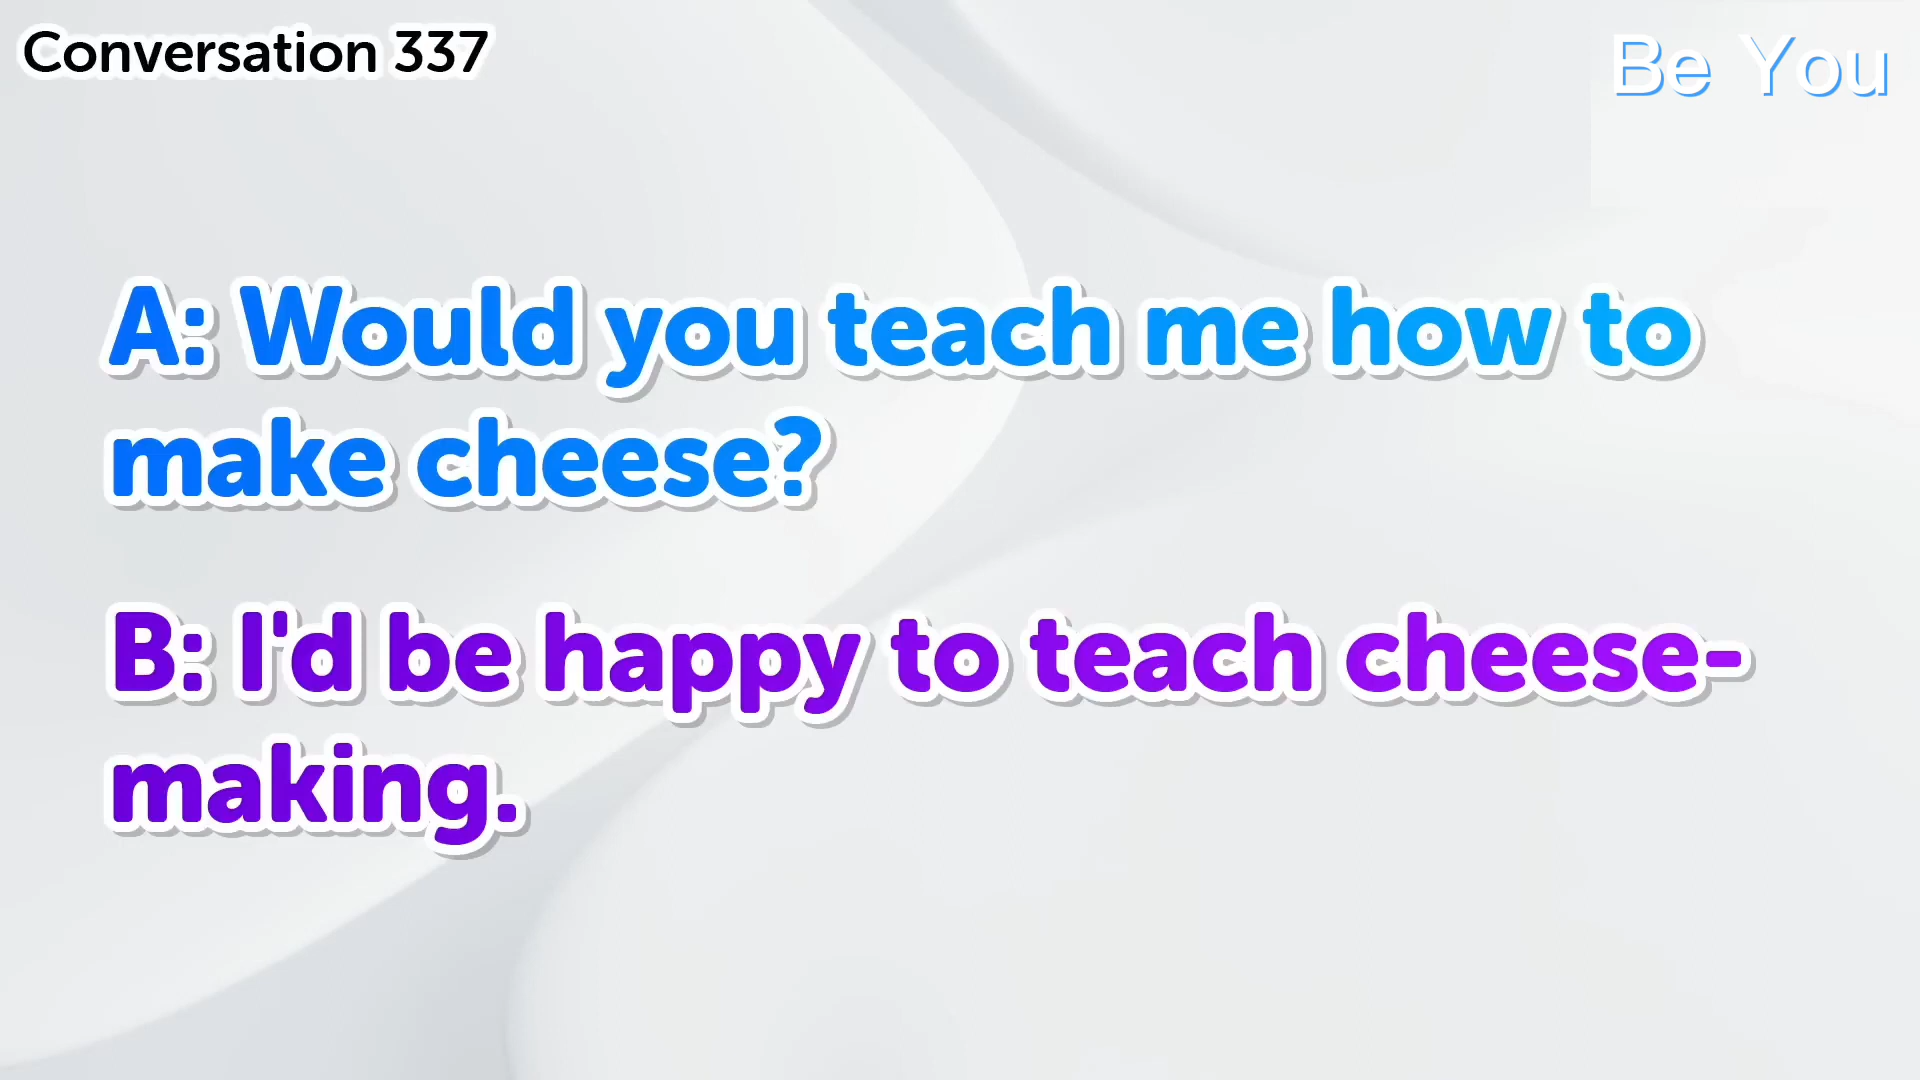 Conversation 337
Be You
A: Would you teach me how to
make cheese?
B: I'd be happy to teach cheese-
making.